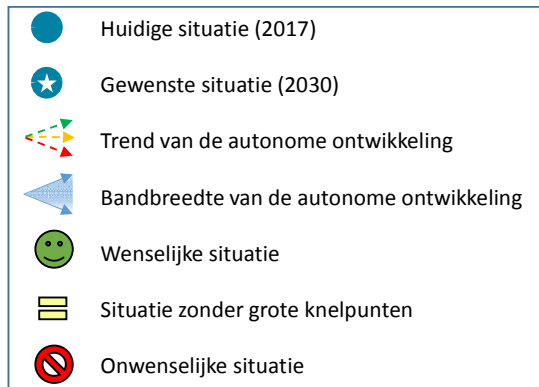 Huidige situatie (2017)
Gewenste situatie (2030)
Trend van de autonome ontwikkeling
Bandbreedte van de autonome ontwikkeling
Wenselijke situatie
Situatie zonder grote knelpunten
Onwenselijke situatie